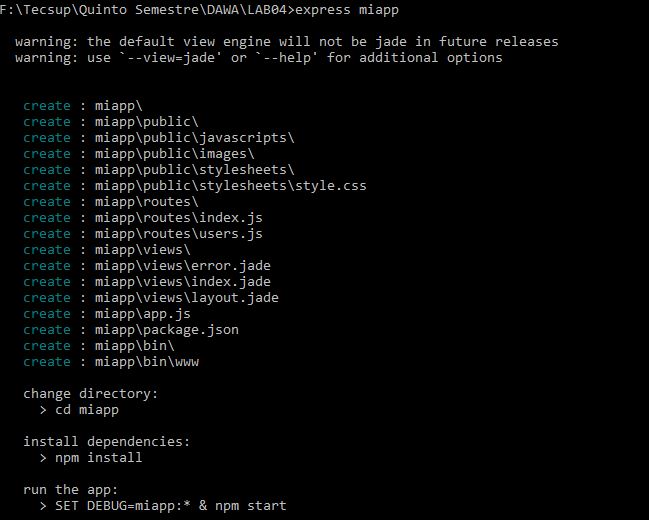 F:\Tecsup\Quinto Semestre\DAWA\LAB04>express miapp
warning: the default view engine will not be jade in future releases
warning: use `--view=jade' or `--help' for additional options
create : miapp\
create : miapp\public\
create : miapp\public\javascripts\
create : miapp\public\images\
create : miapp\public\stylesheets\
create : miapp\public\stylesheets\style.css
create : miapp\routes\
create : miapp\routes\index.js
create : miapp\routes\users.js
create : miapp\views\
create : miapp\views\error.jade
create : miapp\views\index.jade
create : miapp\views\layout.jade
create : miapp\app.js
create : miapp\package.json
create : miapp\bin\
create : miapp\bin\www
change directory:
> cd miapp
install dependencies:
> npm install
run the app:
> SET DEBUG=miapp:* & npm start